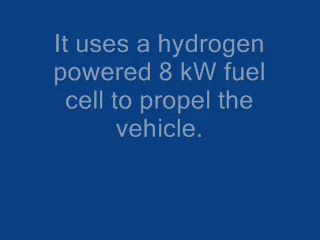 It uses a hydrogen
powered 8 kW fuel
cell to propel the
vehicle.